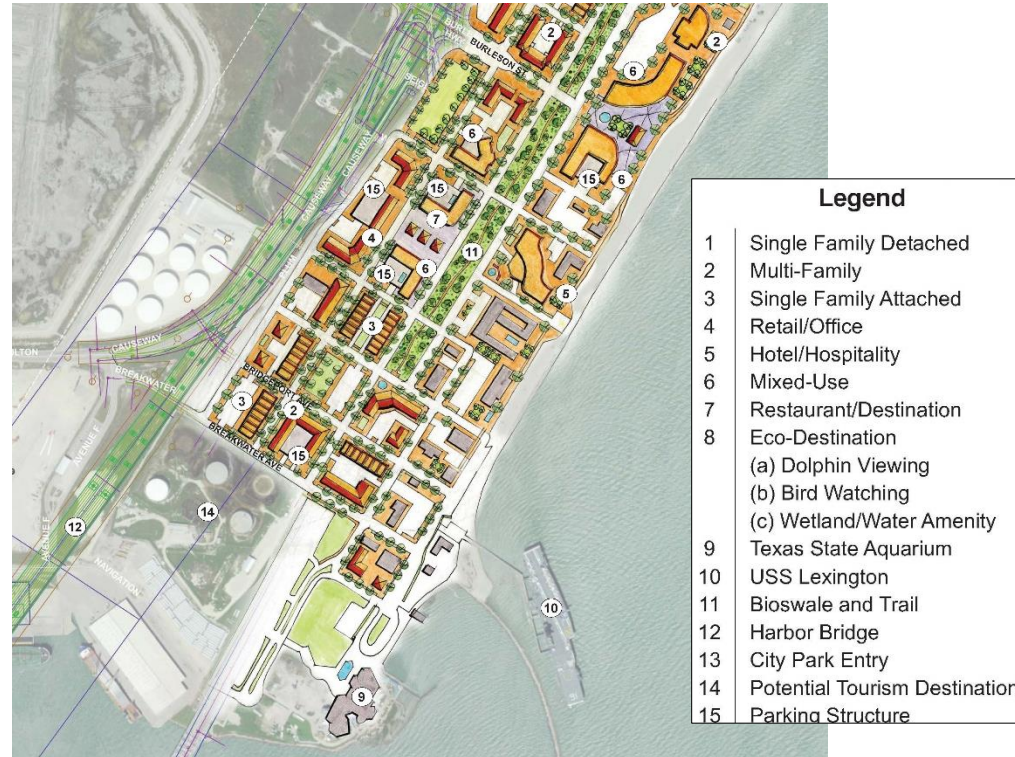 2
2
BURLESON ST.
6
6
CAUSEWAY
CAUSEWAY
15
15
15
6
7
4
11
15
6
5
3
CAUSEWAY
BREAKWATER
BRIDGEPORT AVE
3
2
BREAKWATER AVE
15
AVENUE F
12
14
AVENUE F
NAVIGATION
10
9
Legend
1 Single Family Detached
2 Multi-Family
3 Single Family Attached
4 Retail/Office
5 Hotel/Hospitality
6 Mixed-Use
7 Restaurant/Destination
8 Eco-Destination
(a) Dolphin Viewing
(b) Bird Watching
(c) Wetland/Water Amenity
9 Texas State Aquarium
10 USS Lexington
11 Bioswale and Trail
12 Harbor Bridge
13 City Park Entry
14 Potential Tourism Destination
15 Parking Structure